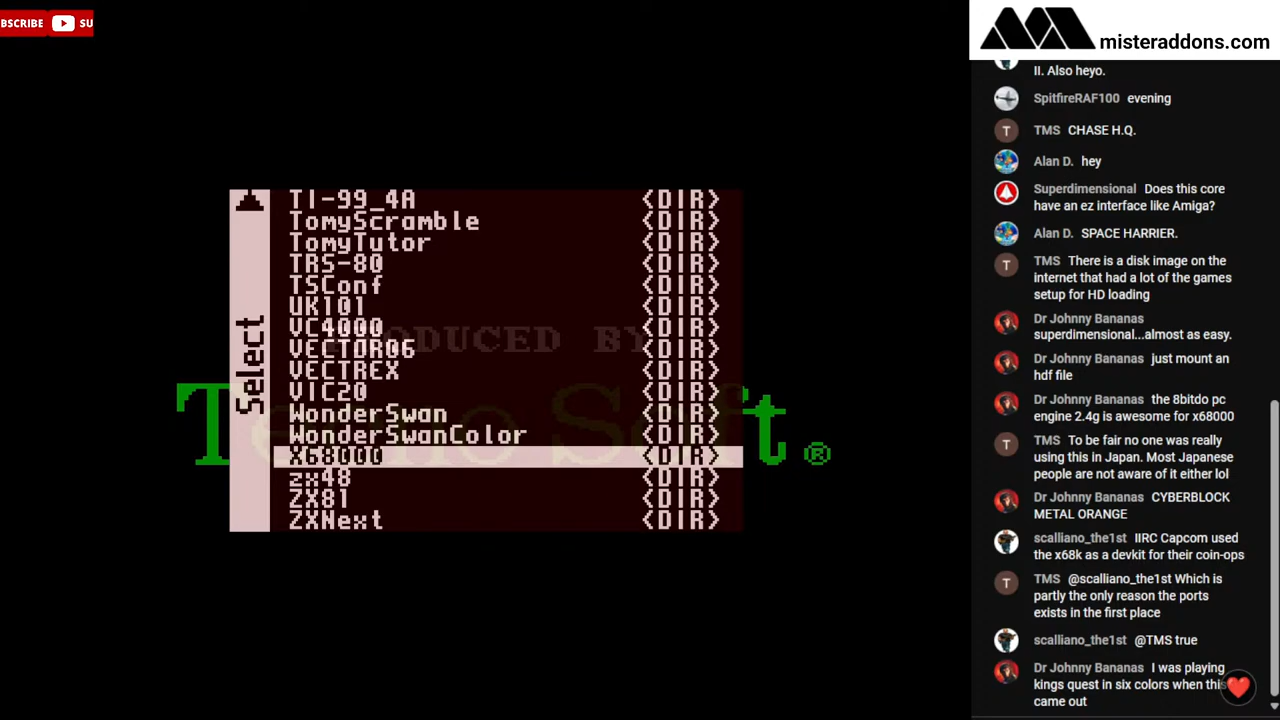 BSCRIBE SU
misteraddons.com
TI-99_4A <DIR>
TomyScramble <DIR>
TomyTutor <DIR>
TRS-80 <DIR>
TSConf <DIR>
UK101 <DIR>
VC4000 <DIR>
VECTOR06 <DIR>
VECTREX <DIR>
VIC20 <DIR>
WonderSwan <DIR>
WonderSwanColor <DIR>
X68000 <DIR>
zx48 <DIR>
ZX81 <DIR>
ZXNext <DIR>
Select
ODUCED BY
Te no Soft®
II. Also heyo.
SpitfireRAF100 evening
T TMS CHASE H.Q.
Alan D. hey
Superdimensional Does this core
have an ez interface like Amiga?
Alan D. SPACE HARRIER.
T TMS There is a disk image on the
internet that had a lot of the games
setup for HD loading
Dr Johnny Bananas
superdimensional...almost as easy.
Dr Johnny Bananas just mount an
hdf file
Dr Johnny Bananas the 8bitdo pc
engine 2.4g is awesome for x68000
T TMS To be fair no one was really
using this in Japan. Most Japanese
people are not aware of it either lol
Dr Johnny Bananas CYBERBLOCK
METAL ORANGE
scalliano_the1st IIRC Capcom used
the x68k as a devkit for their coin-ops
T TMS @scalliano_the1st Which is
partly the only reason the ports
exists in the first place
scalliano_the1st @TMS true
Dr Johnny Bananas I was playing
kings quest in six colors when this
came out